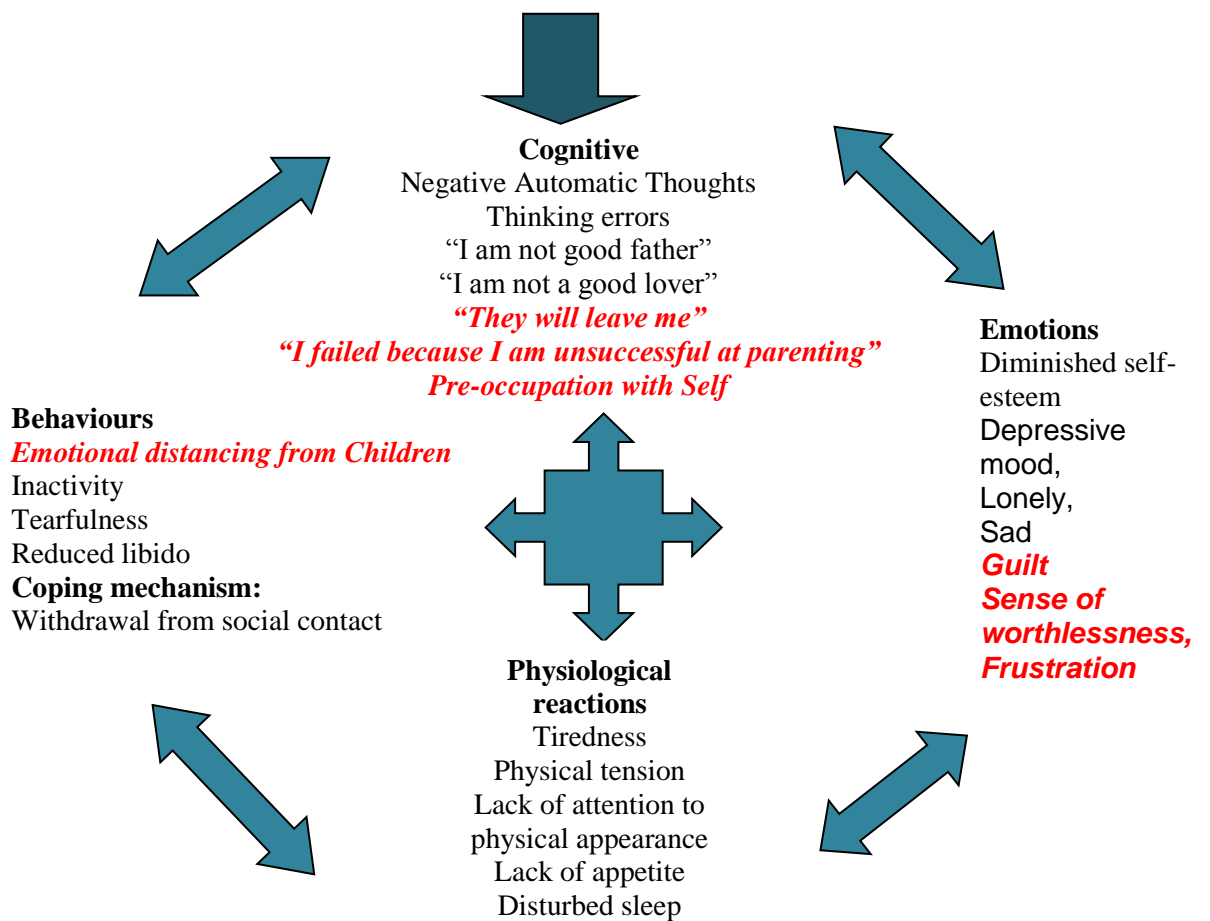 Cognitive
Negative Automatic Thoughts
Thinking errors
“I am not good father”
“I am not a good lover”
“They will leave me”
“I failed because I am unsuccessful at parenting”
Pre-occupation with Self
Behaviours
Emotional distancing from Children
Inactivity
Tearfulness
Reduced libido
Coping mechanism:
Withdrawal from social contact
Emotions
Diminished self-
esteem
Depressive
mood,
Lonely,
Sad
Guilt
Sense of
worthlessness,
Frustration
Physiological
reactions
Tiredness
Physical tension
Lack of attention to
physical appearance
Lack of appetite
Disturbed sleep